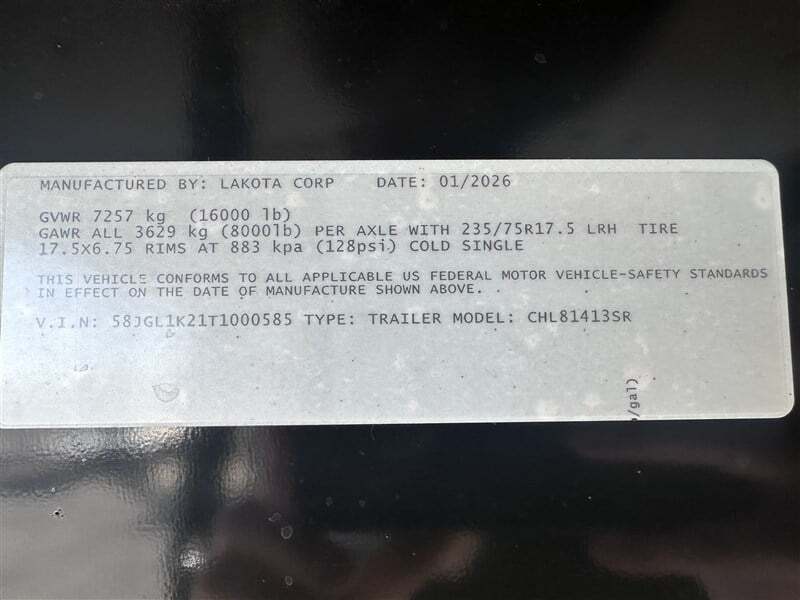 MANUFACTURED BY: LAKOTA CORP DATE: 01/2026
GVWR 7257 kg (16000 lb)
GAWR ALL 3629 kg (8000lb) PER AXLE WITH 235/75R17.5 LRH TIRE
17.5X6.75 RIMS AT 883 kpa (128psi) COLD SINGLE
THIS VEHICLE CONFORMS TO ALL APPLICABLE US FEDERAL MOTOR VEHICLE-SAFETY STANDARDS
IN EFFECT ON THE DATE OF MANUFACTURE SHOWN ABOVE.
V.I.N: 58JGL1K21T1000585 TYPE: TRAILER MODEL: CHL81413SR
/gal)